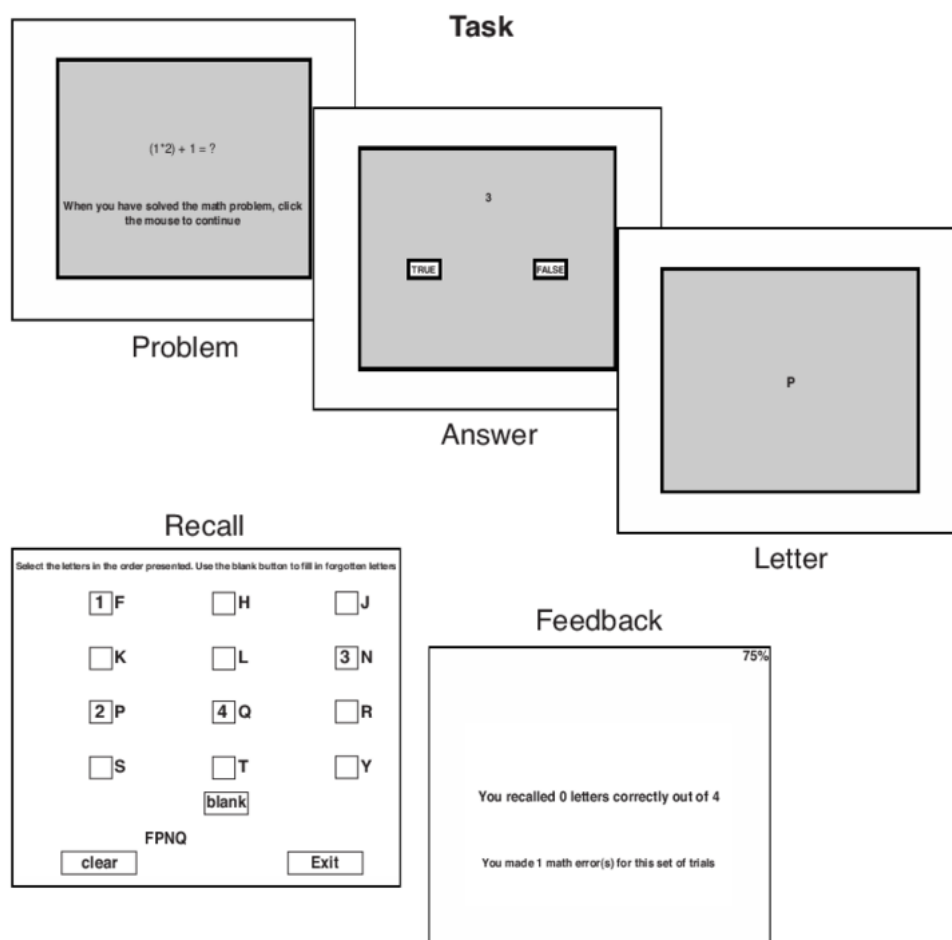 Task
(1*2) + 1 = ?
When you have solved the math problem, click
the mouse to continue
Problem
3
TRUE FALSE
Answer
P
Letter
Recall
Select the letters in the order presented. Use the blank button to fill in forgotten letters
1 F H J
K L 3 N
2 P 4 Q R
S T Y
blank
FPNQ
clear Exit
Feedback
75%
You recalled 0 letters correctly out of 4
You made 1 math error(s) for this set of trials